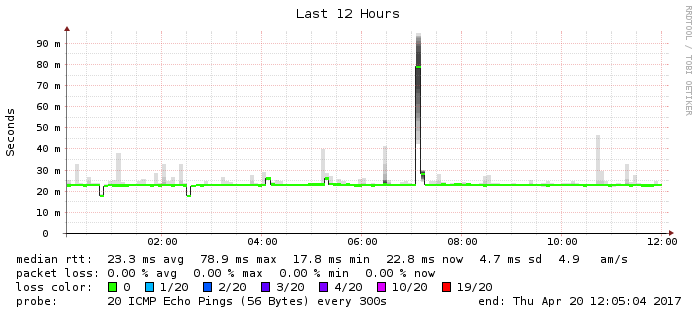 Last 12 Hours
RRDTOOL / TOBI OETIKER
Seconds
90 m
80 m
70 m
60 m
50 m
40 m
30 m
20 m
10 m
0
02:00 04:00 06:00 08:00 10:00 12:00
median rtt: 23.3 ms avg 78.9 ms max 17.8 ms min 22.8 ms now 4.7 ms sd 4.9 am/s
packet loss: 0.00 % avg 0.00 % max 0.00 % min 0.00 % now
loss color: 0 1/20 2/20 3/20 4/20 10/20 19/20
probe: 20 ICMP Echo Pings (56 Bytes) every 300s end: Thu Apr 20 12:05:04 2017